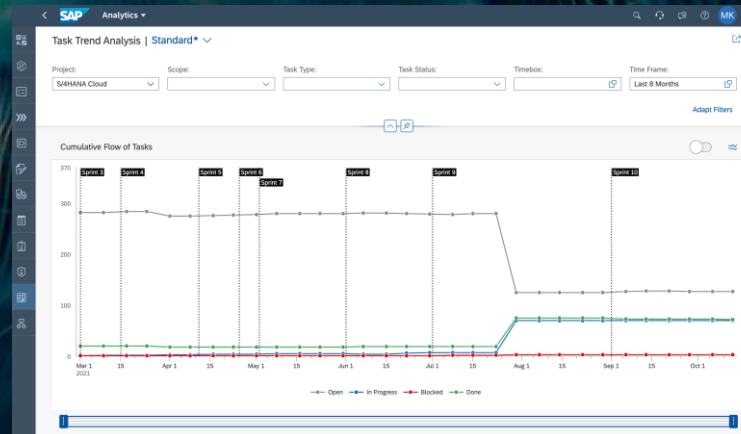 SAP Analytics
MK
Task Trend Analysis | Standard*
Project: Scope: Task Type: Task Status: Timebox: Time Frame:
S/4HANA Cloud Last 8 Months
Adapt Filters
Cumulative Flow of Tasks
370
Sprint 3 Sprint 4 Sprint 5 Sprint 6 Sprint 8 Sprint 9 Sprint 10
Sprint 7
300
200
100
0
Mar 1 15 Apr 1 15 May 1 15 Jun 1 15 Jul 1 15 Aug 1 15 Sep 1 15 Oct 1
2021
Open In Progress Blocked Done